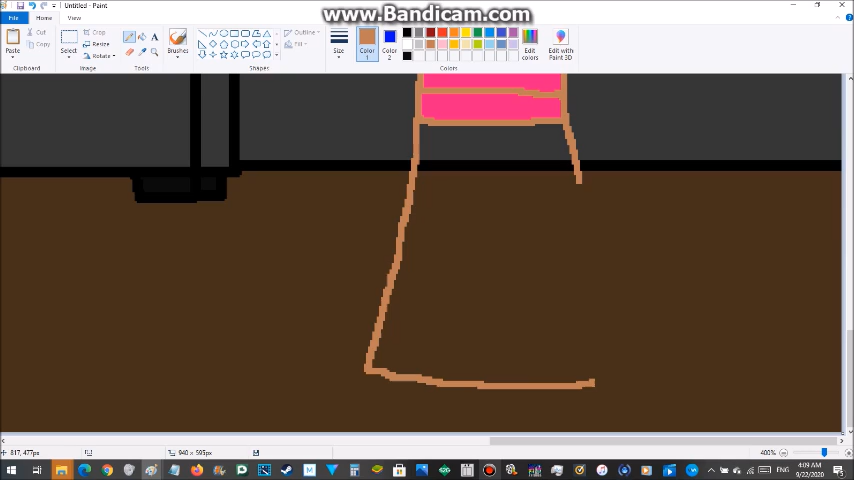 www.Bandicam.com
Untitled - Paint
File Home View
Cut
Copy
Paste
Clipboard
Select
Crop
Resize
Rotate
Image
Tools
Brushes
Shapes
Outline
Fill
Size
Color 1
Color 2
Colors
Edit colors
Edit with Paint 3D
817, 477px
940 × 595px
400%
ENG
4:09 AM
9/22/2020